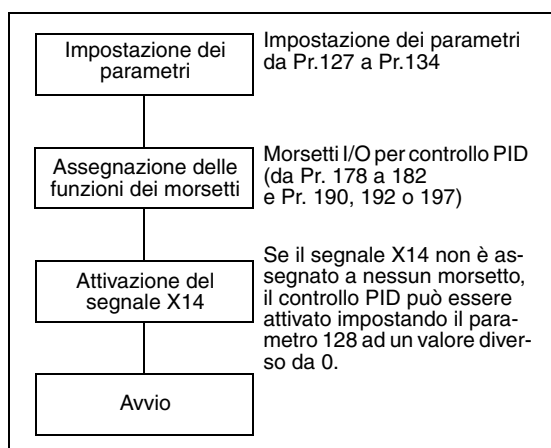 Impostazione dei
parametri
Impostazione dei parametri
da Pr.127 a Pr.134
Assegnazione delle
funzioni dei morsetti
Morsetti I/O per controllo PID
(da Pr. 178 a 182
e Pr. 190, 192 o 197)
Attivazione del
segnale X14
Se il segnale X14 non è as-
segnato a nessun morsetto,
il controllo PID può essere
attivato impostando il para-
metro 128 ad un valore diver-
so da 0.
Avvio